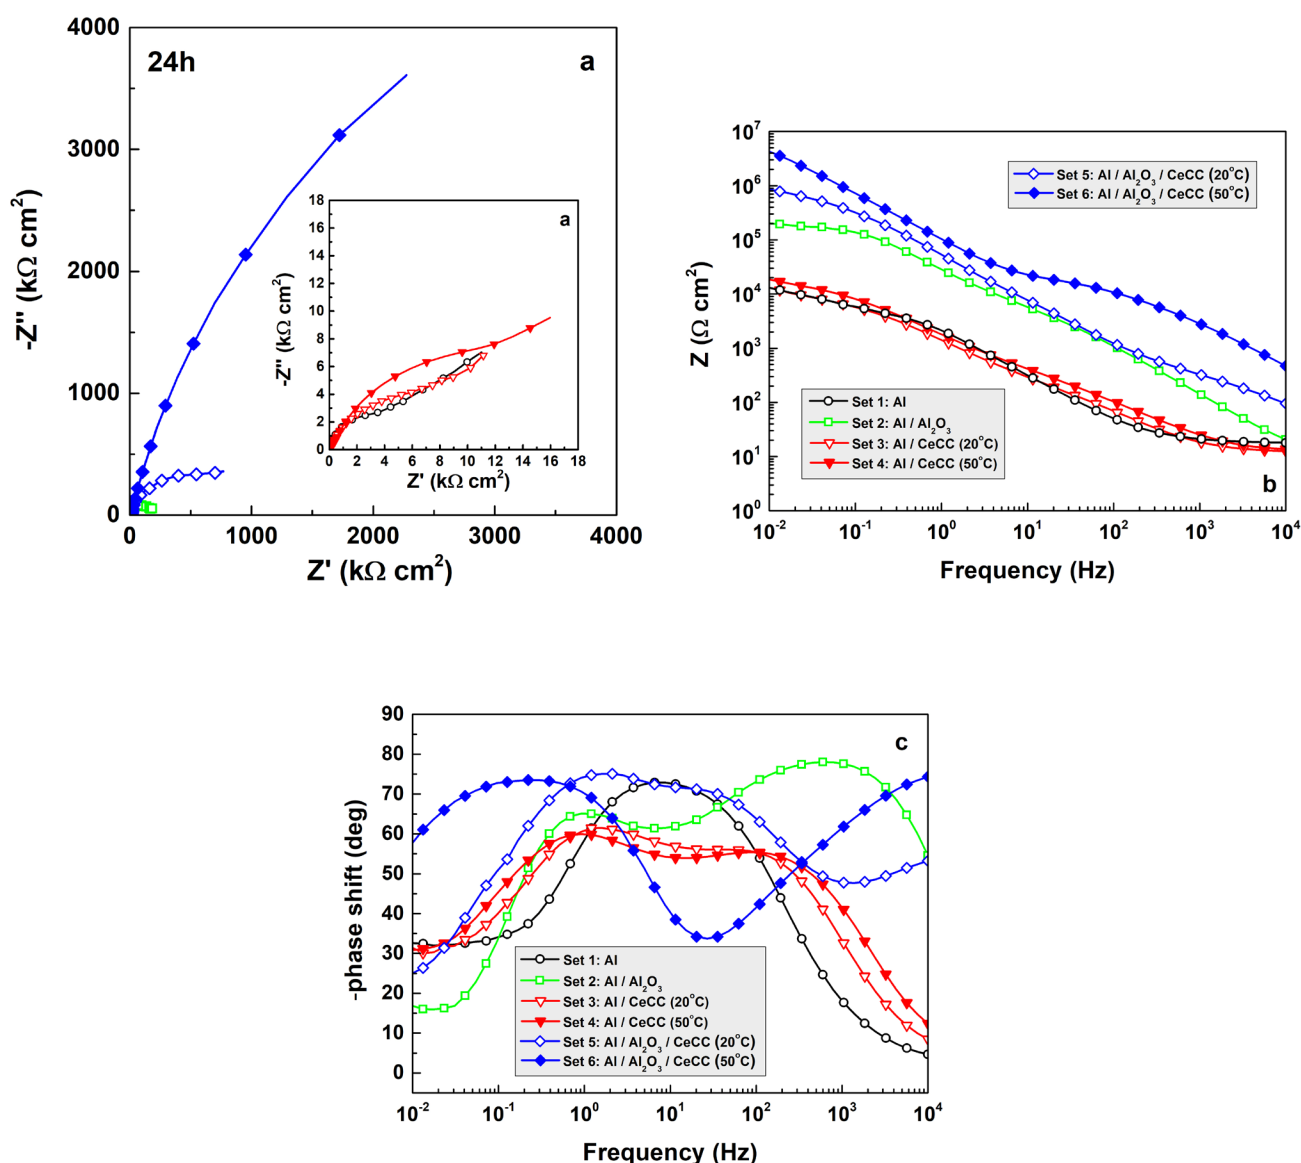 24h
a
-Z'' (kΩ cm²)
4000
3000
2000
1000
0
0 1000 2000 3000 4000
Z' (kΩ cm²)
a
-Z'' (kΩ cm²)
18
16
14
12
10
8
6
4
2
0
0 2 4 6 8 10 12 14 16 18
Z' (kΩ cm²)
Z (Ω cm²)
10⁷
10⁶
10⁵
10⁴
10³
10²
10¹
10⁰
Set 5: Al / Al₂O₃ / CeCC (20°C)
Set 6: Al / Al₂O₃ / CeCC (50°C)
Set 1: Al
Set 2: Al / Al₂O₃
Set 3: Al / CeCC (20°C)
Set 4: Al / CeCC (50°C)
b
10⁻² 10⁻¹ 10⁰ 10¹ 10² 10³ 10⁴
Frequency (Hz)
-phase shift (deg)
90
80
70
60
50
40
30
20
10
0
c
Set 1: Al
Set 2: Al / Al₂O₃
Set 3: Al / CeCC (20°C)
Set 4: Al / CeCC (50°C)
Set 5: Al / Al₂O₃ / CeCC (20°C)
Set 6: Al / Al₂O₃ / CeCC (50°C)
10⁻² 10⁻¹ 10⁰ 10¹ 10² 10³ 10⁴
Frequency (Hz)